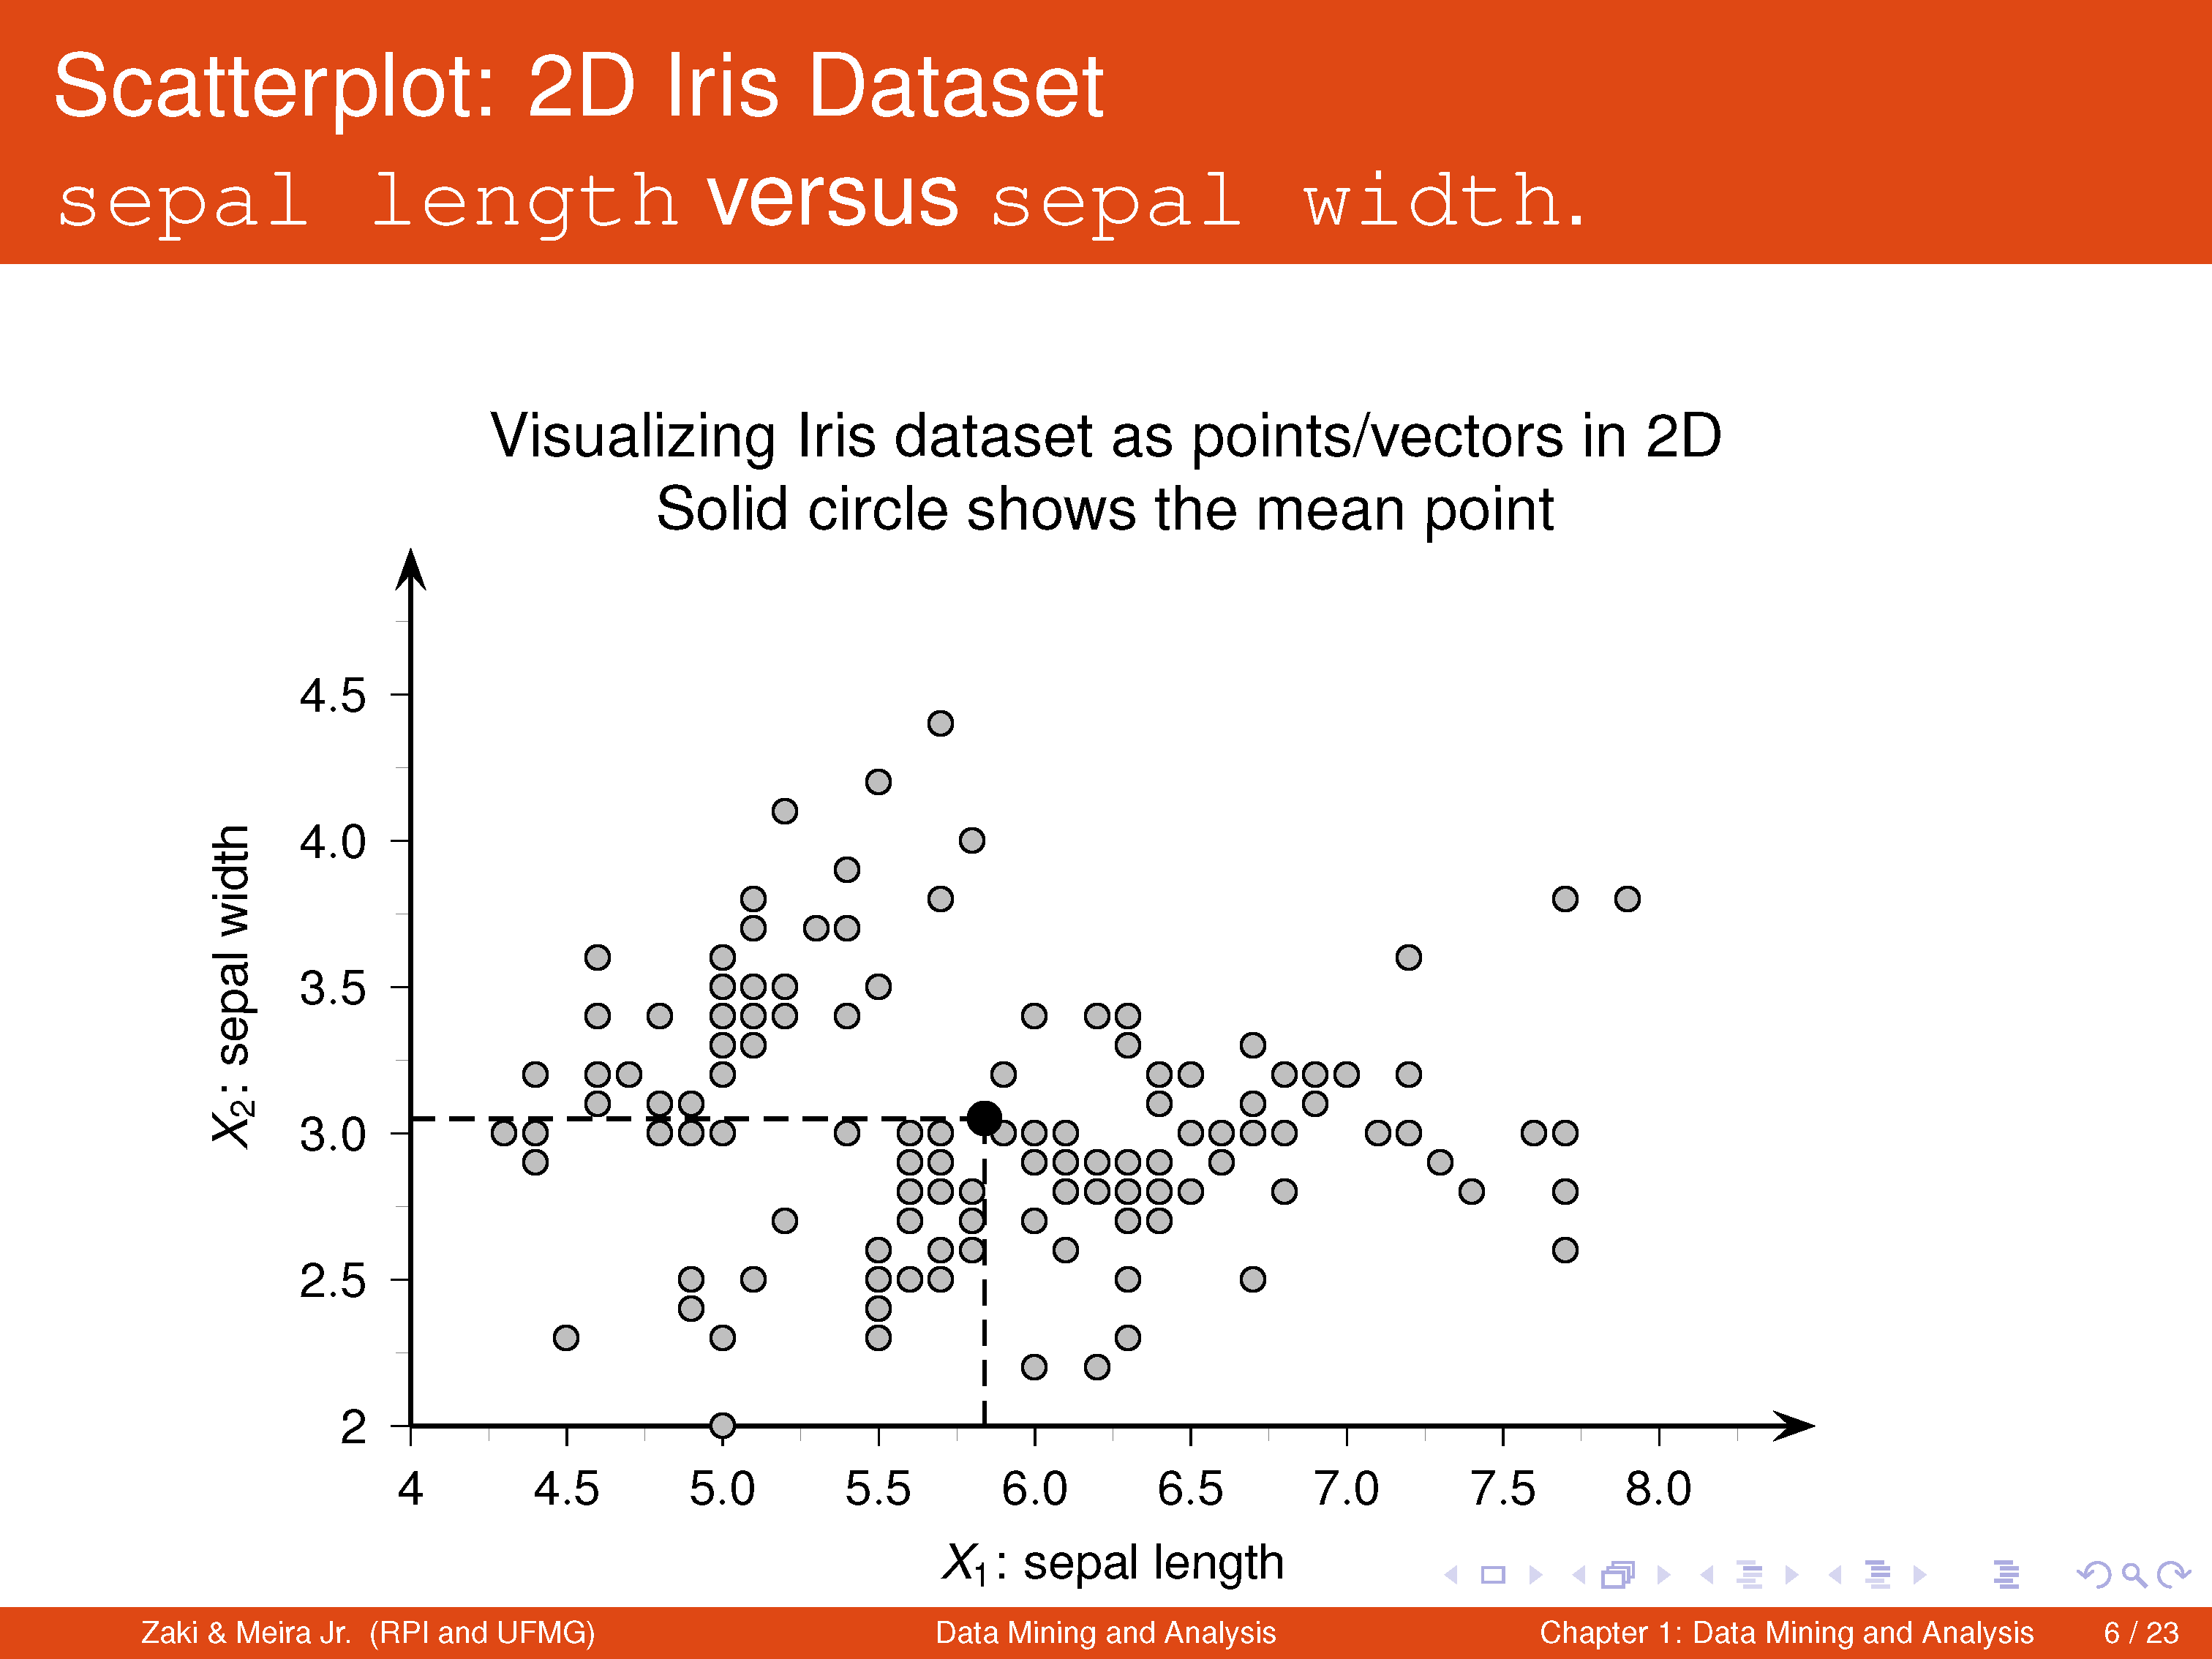 Scatterplot: 2D Iris Dataset
sepal length versus sepal width.
Visualizing Iris dataset as points/vectors in 2D
Solid circle shows the mean point
4.5
4.0
3.5
3.0
2.5
2
X2: sepal width
4 4.5 5.0 5.5 6.0 6.5 7.0 7.5 8.0
X1: sepal length
Zaki & Meira Jr. (RPI and UFMG) Data Mining and Analysis Chapter 1: Data Mining and Analysis 6 / 23